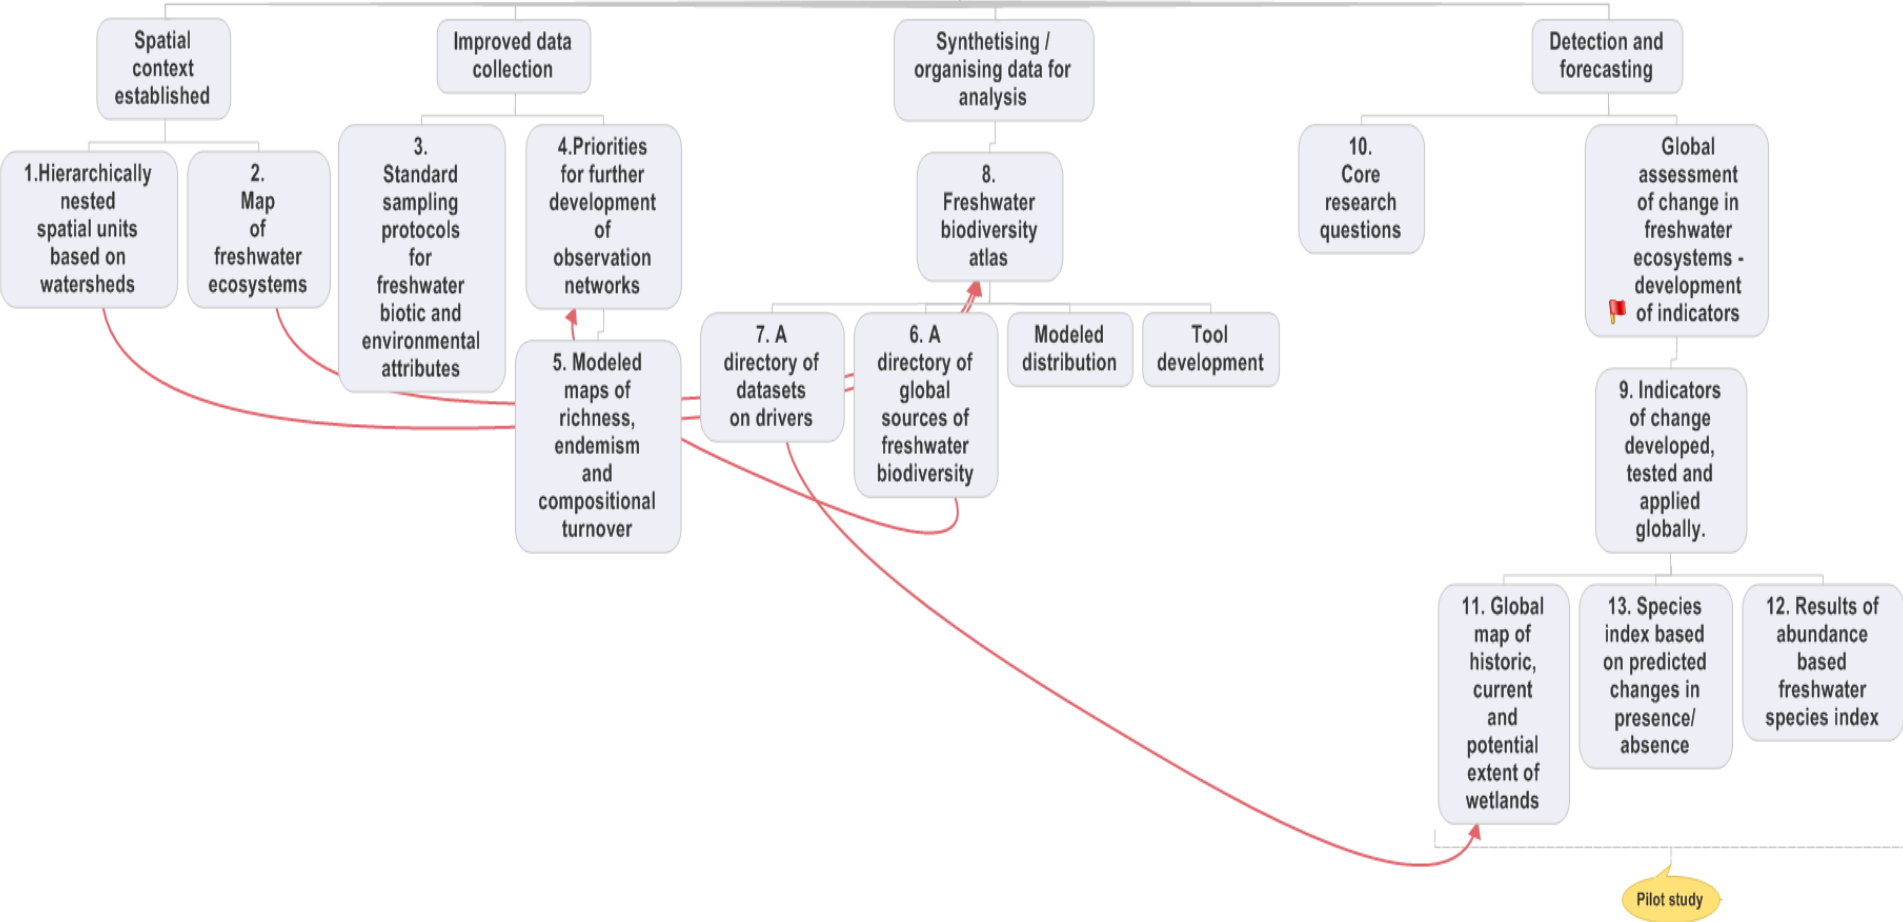 Spatial
context
established
Improved data
collection
Synthetising /
organising data for
analysis
Detection and
forecasting
1.Hierarchically
nested
spatial units
based on
watersheds
2.
Map
of
freshwater
ecosystems
3.
Standard
sampling
protocols
for
freshwater
biotic and
environmental
attributes
4.Priorities
for further
development
of
observation
networks
5. Modeled
maps of
richness,
endemism
and
compositional
turnover
8.
Freshwater
biodiversity
atlas
7. A
directory of
datasets
on drivers
6. A
directory of
global
sources of
freshwater
biodiversity
Modeled
distribution
Tool
development
10.
Core
research
questions
Global
assessment
of change in
freshwater
ecosystems -
development
of indicators
9. Indicators
of change
developed,
tested and
applied
globally.
11. Global
map of
historic,
current
and
potential
extent of
wetlands
13. Species
index based
on predicted
changes in
presence/
absence
12. Results of
abundance
based
freshwater
species index
Pilot study